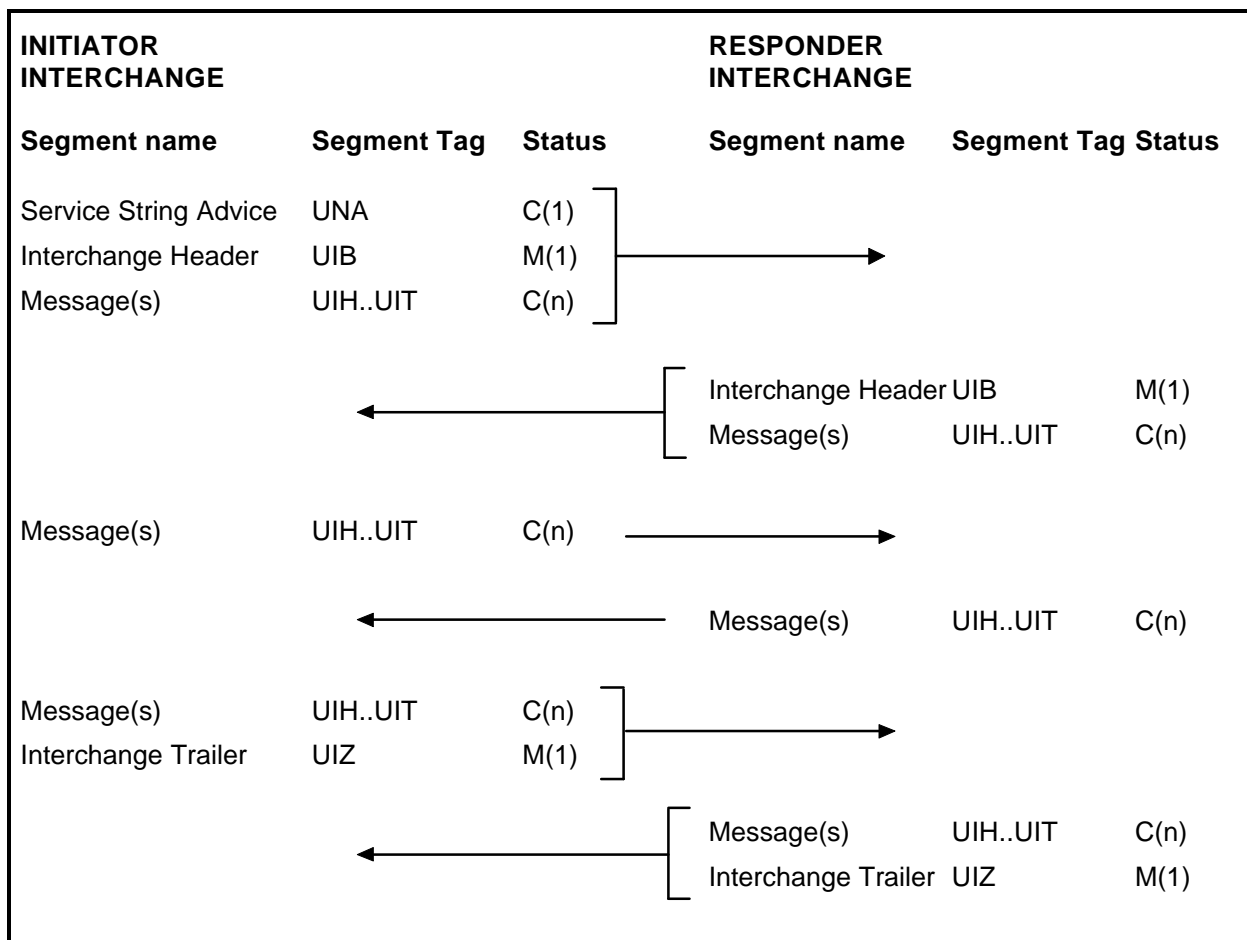 INITIATOR INTERCHANGE RESPONDER INTERCHANGE
Segment name Segment Tag Status Segment name Segment Tag Status
Service String Advice UNA C(1)
Interchange Header UIB M(1)
Message(s) UIH..UIT C(n)
Interchange Header UIB M(1)
Message(s) UIH..UIT C(n)
Message(s) UIH..UIT C(n)
Message(s) UIH..UIT C(n)
Message(s) UIH..UIT C(n)
Interchange Trailer UIZ M(1)
Message(s) UIH..UIT C(n)
Interchange Trailer UIZ M(1)